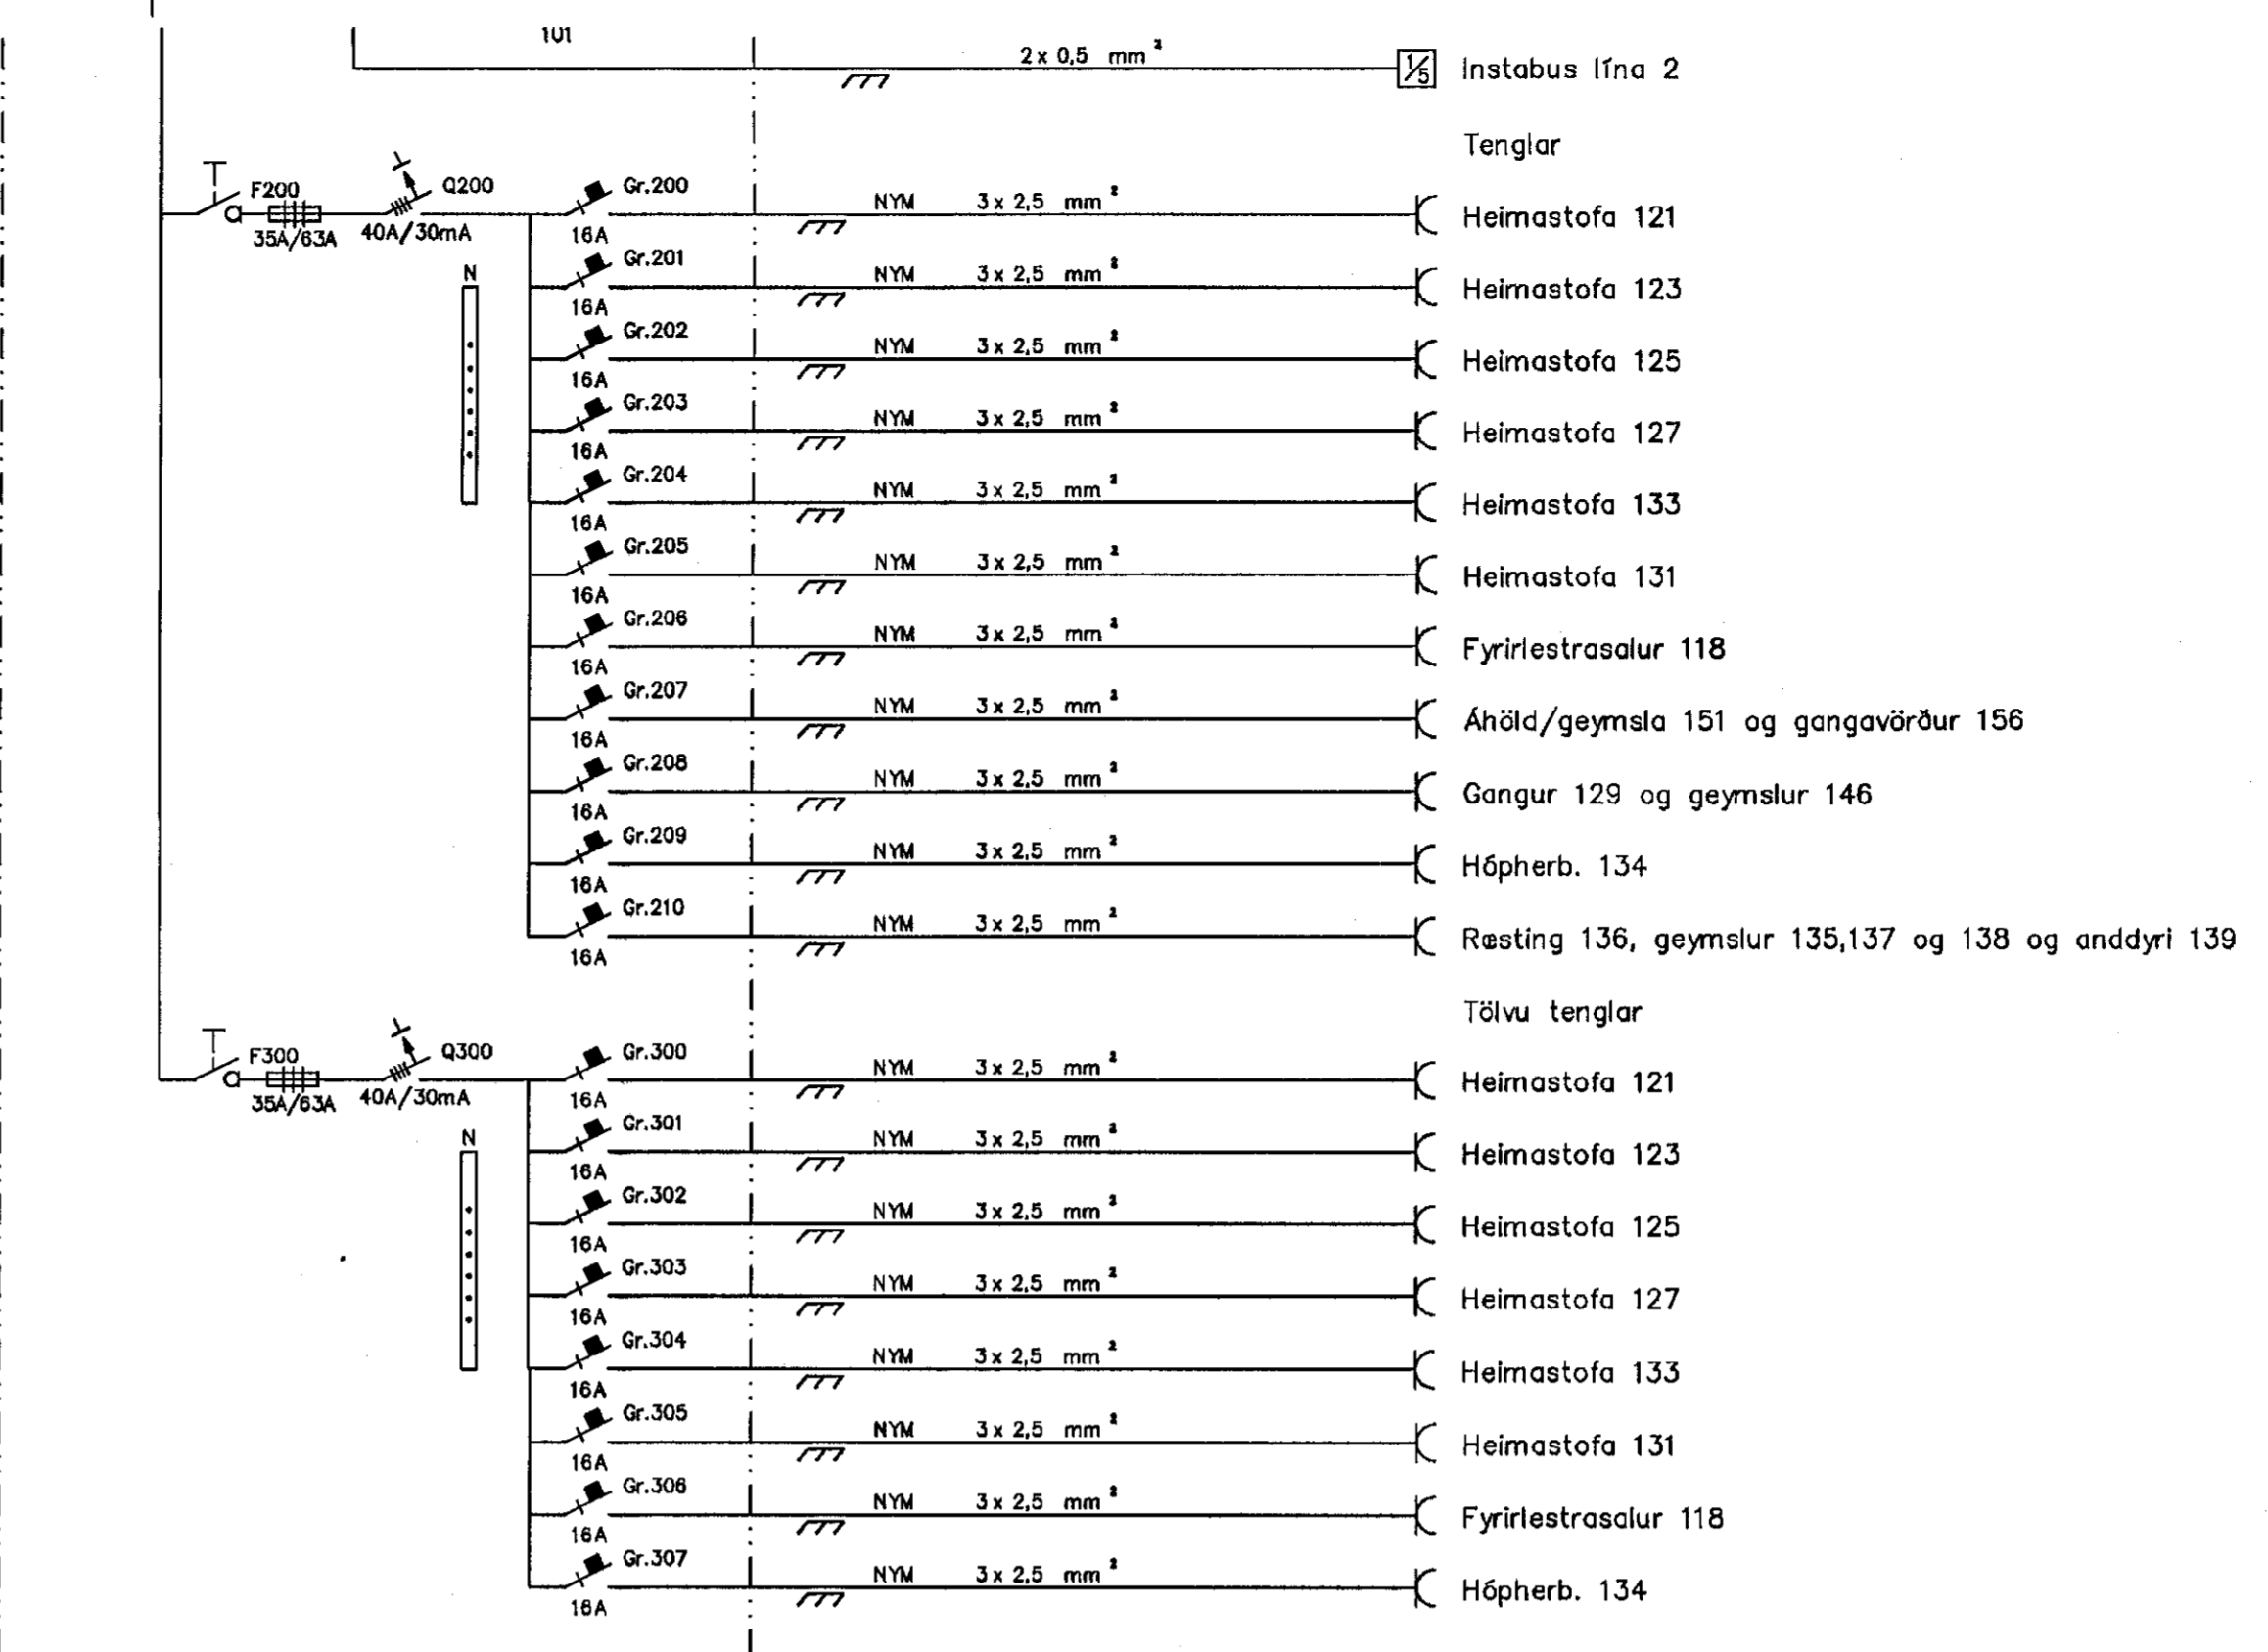 101
2 x 0,5 mm² 1/5 Instabus lína 2
Tenglar
F200 Q200 Gr.200 NYM 3 x 2,5 mm² Heimastofa 121
35A/63A 40A/30mA 16A
N Gr.201 NYM 3 x 2,5 mm² Heimastofa 123
16A
Gr.202 NYM 3 x 2,5 mm² Heimastofa 125
16A
Gr.203 NYM 3 x 2,5 mm² Heimastofa 127
16A
Gr.204 NYM 3 x 2,5 mm² Heimastofa 133
16A
Gr.205 NYM 3 x 2,5 mm² Heimastofa 131
16A
Gr.206 NYM 3 x 2,5 mm² Fyrirlestrasalur 118
16A
Gr.207 NYM 3 x 2,5 mm² Áhöld/geymsla 151 og gangavörður 156
16A
Gr.208 NYM 3 x 2,5 mm² Gangur 129 og geymslur 146
16A
Gr.209 NYM 3 x 2,5 mm² Hópherb. 134
16A
Gr.210 NYM 3 x 2,5 mm² Ræsting 136, geymslur 135,137 og 138 og anddyri 139
16A
Tölvu tenglar
F300 Q300 Gr.300 NYM 3 x 2,5 mm² Heimastofa 121
35A/63A 40A/30mA 16A
N Gr.301 NYM 3 x 2,5 mm² Heimastofa 123
16A
Gr.302 NYM 3 x 2,5 mm² Heimastofa 125
16A
Gr.303 NYM 3 x 2,5 mm² Heimastofa 127
16A
Gr.304 NYM 3 x 2,5 mm² Heimastofa 133
16A
Gr.305 NYM 3 x 2,5 mm² Heimastofa 131
16A
Gr.306 NYM 3 x 2,5 mm² Fyrirlestrasalur 118
16A
Gr.307 NYM 3 x 2,5 mm² Hópherb. 134
16A